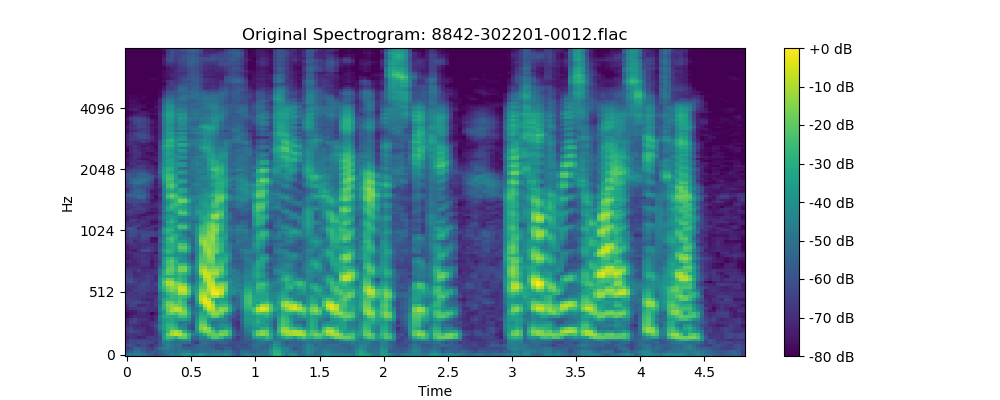 Original Spectrogram: 8842-302201-0012.flac
Hz
4096
2048
1024
512
0
0 0.5 1 1.5 2 2.5 3 3.5 4 4.5
Time
+0 dB
-10 dB
-20 dB
-30 dB
-40 dB
-50 dB
-60 dB
-70 dB
-80 dB